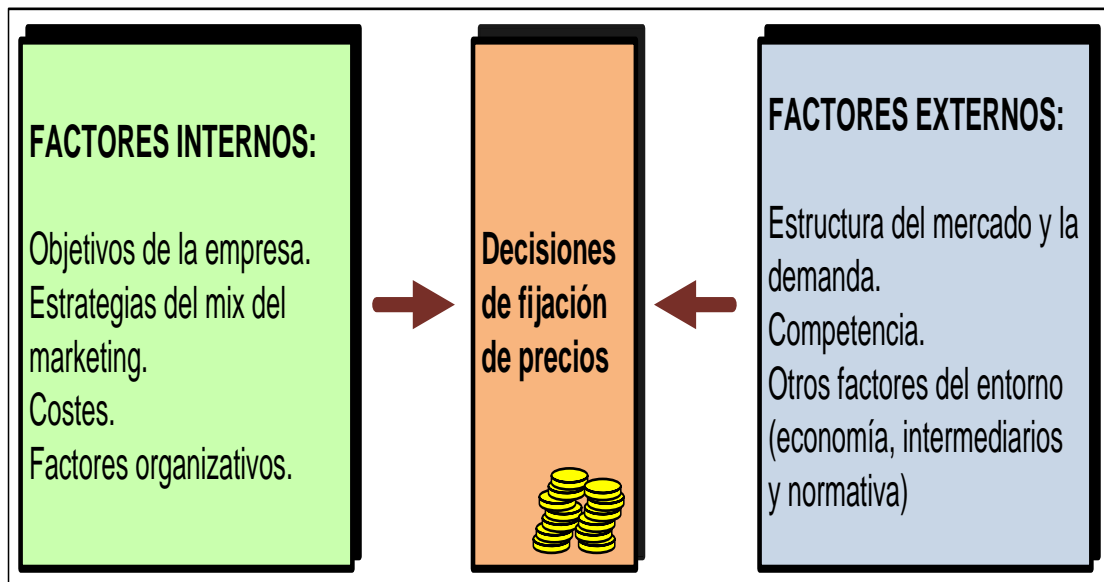 FACTORES INTERNOS:
Objetivos de la empresa.
Estrategias del mix del
marketing.
Costes.
Factores organizativos.
Decisiones
de fijación
de precios
FACTORES EXTERNOS:
Estructura del mercado y la
demanda.
Competencia.
Otros factores del entorno
(economía, intermediarios
y normativa)